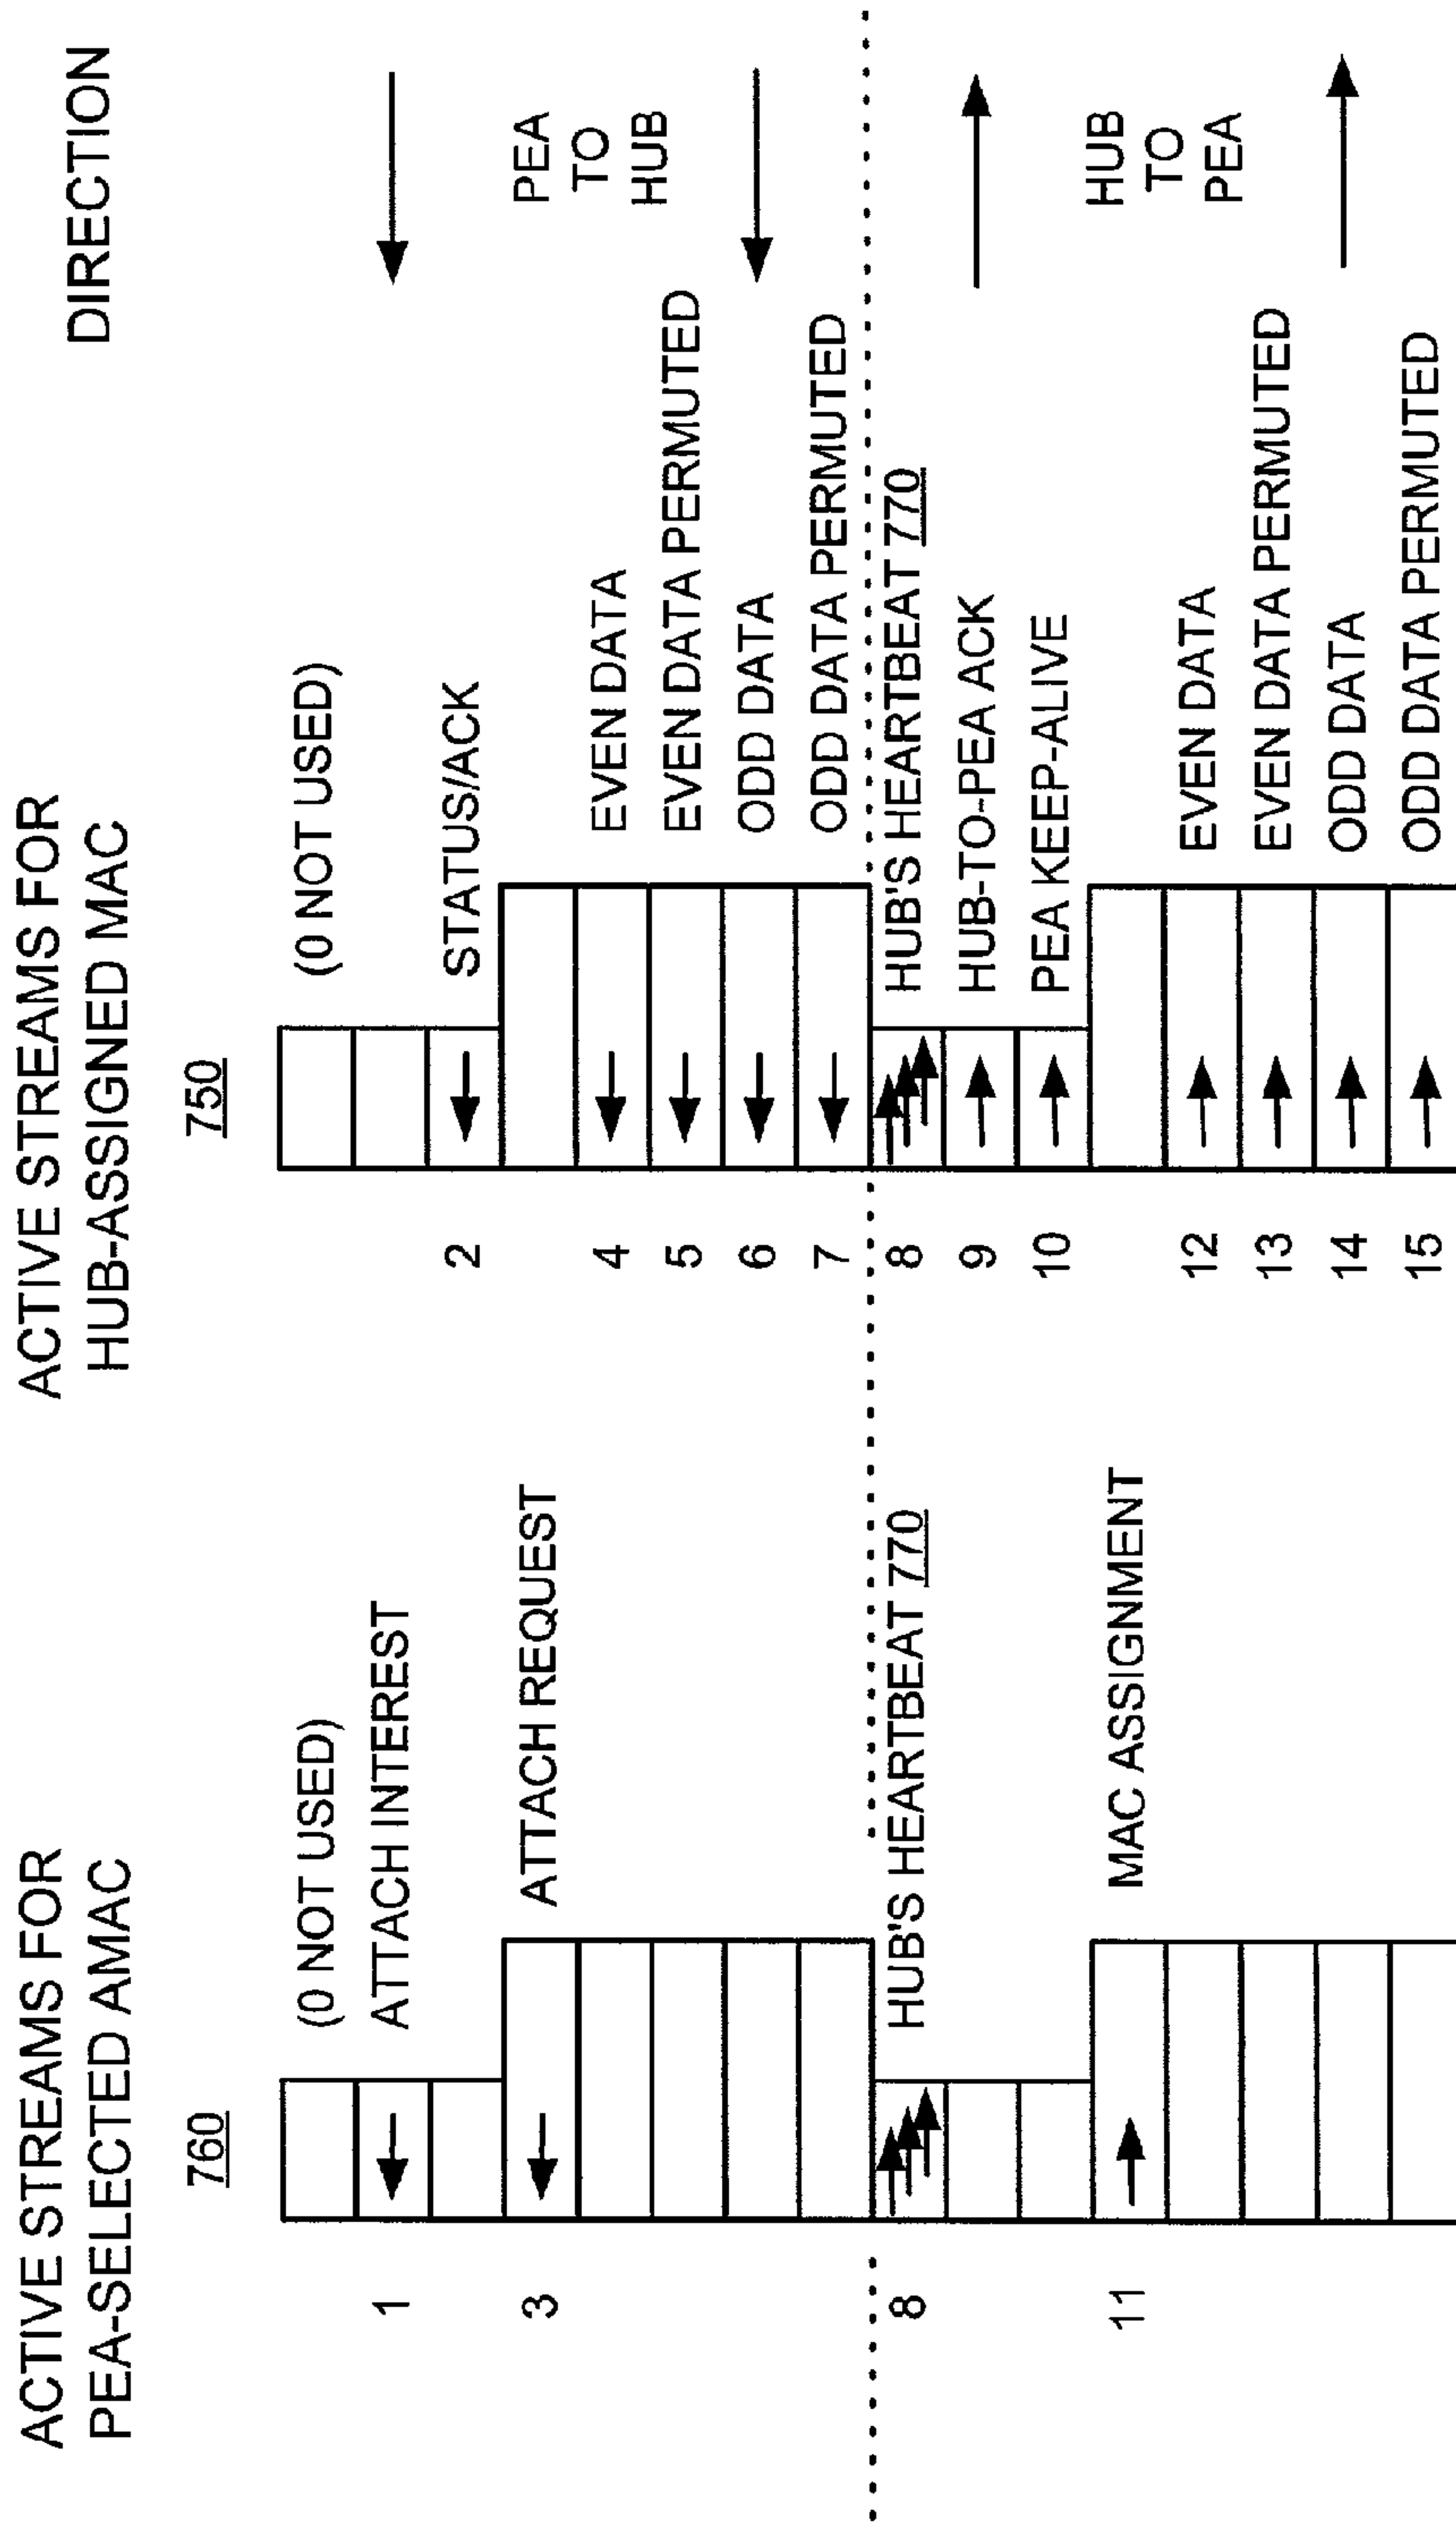 ACTIVE STREAMS FOR
PEA-SELECTED AMAC
760
(0 NOT USED)
1
ATTACH INTEREST
3
ATTACH REQUEST
8
HUB'S HEARTBEAT 770
11
MAC ASSIGNMENT
ACTIVE STREAMS FOR
HUB-ASSIGNED MAC
750
(0 NOT USED)
2
STATUS/ACK
4
EVEN DATA
5
EVEN DATA PERMUTED
6
ODD DATA
7
ODD DATA PERMUTED
8
HUB'S HEARTBEAT 770
9
HUB-TO-PEA ACK
10
PEA KEEP-ALIVE
12
EVEN DATA
13
EVEN DATA PERMUTED
14
ODD DATA
15
ODD DATA PERMUTED
DIRECTION
PEA
TO
HUB
HUB
TO
PEA